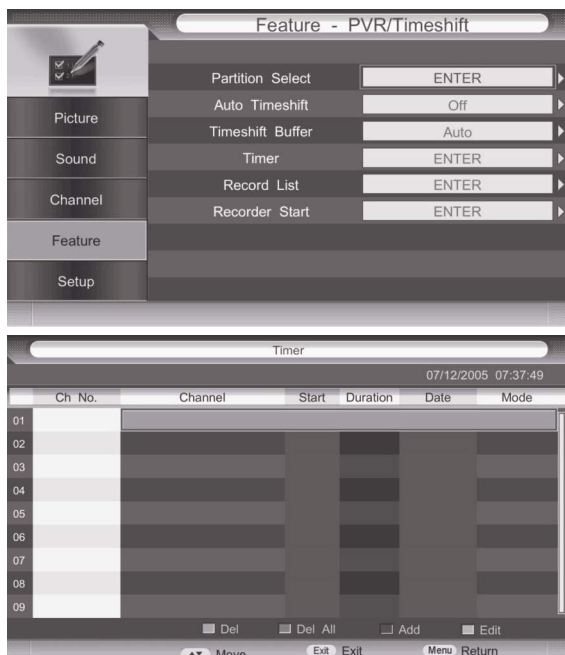 Feature - PVR/Timeshift
Partition Select ENTER
Auto Timeshift Off
Timeshift Buffer Auto
Timer ENTER
Record List ENTER
Recorder Start ENTER
Picture
Sound
Channel
Feature
Setup
Timer
07/12/2005 07:37:49
Ch No. Channel Start Duration Date Mode
01
02
03
04
05
06
07
08
09
Del Del All Add Edit
Move Exit Exit Menu Return